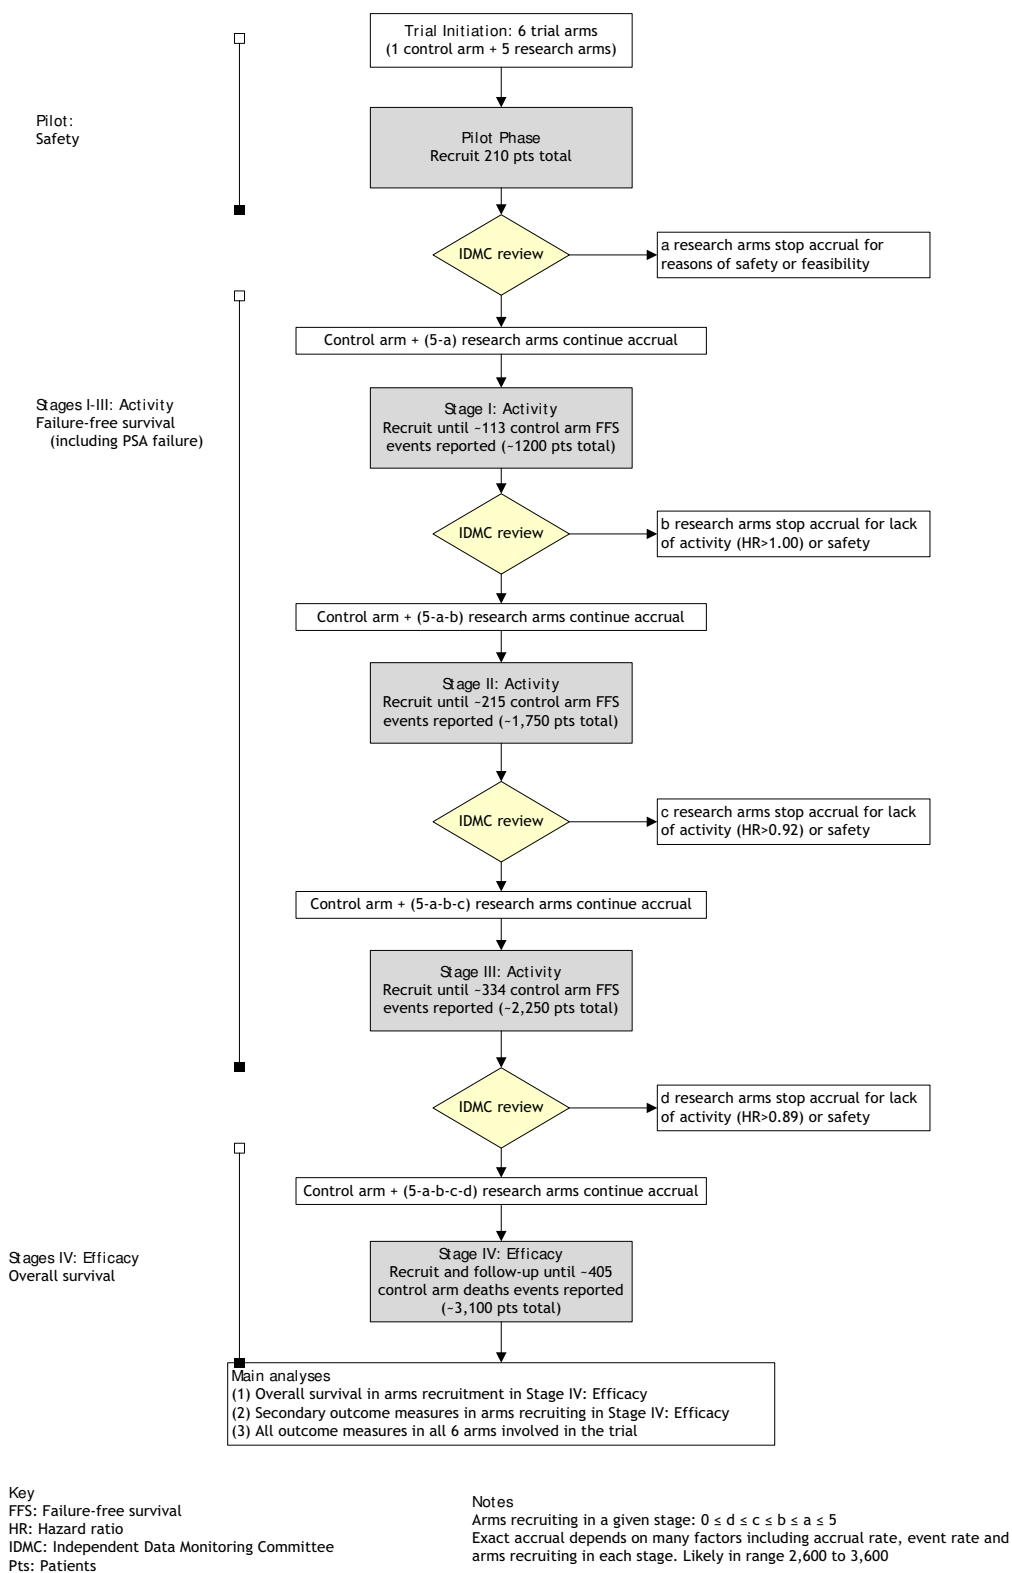 Trial Initiation: 6 trial arms
(1 control arm + 5 research arms)
Pilot:
Safety
Pilot Phase
Recruit 210 pts total
IDMC review
a research arms stop accrual for
reasons of safety or feasibility
Control arm + (5-a) research arms continue accrual
Stages I-III: Activity
Failure-free survival
(including PSA failure)
Stage I: Activity
Recruit until ~113 control arm FFS
events reported (~1200 pts total)
IDMC review
b research arms stop accrual for lack
of activity (HR>1.00) or safety
Control arm + (5-a-b) research arms continue accrual
Stage II: Activity
Recruit until ~215 control arm FFS
events reported (~1,750 pts total)
IDMC review
c research arms stop accrual for lack
of activity (HR>0.92) or safety
Control arm + (5-a-b-c) research arms continue accrual
Stage III: Activity
Recruit until ~334 control arm FFS
events reported (~2,250 pts total)
IDMC review
d research arms stop accrual for lack
of activity (HR>0.89) or safety
Control arm + (5-a-b-c-d) research arms continue accrual
Stages IV: Efficacy
Overall survival
Stage IV: Efficacy
Recruit and follow-up until ~405
control arm deaths events reported
(~3,100 pts total)
Main analyses
(1) Overall survival in arms recruitment in Stage IV: Efficacy
(2) Secondary outcome measures in arms recruiting in Stage IV: Efficacy
(3) All outcome measures in all 6 arms involved in the trial
Key
FFS: Failure-free survival
HR: Hazard ratio
IDMC: Independent Data Monitoring Committee
Pts: Patients
Notes
Arms recruiting in a given stage: 0 ≤ d ≤ c ≤ b ≤ a ≤ 5
Exact accrual depends on many factors including accrual rate, event rate and
arms recruiting in each stage. Likely in range 2,600 to 3,600